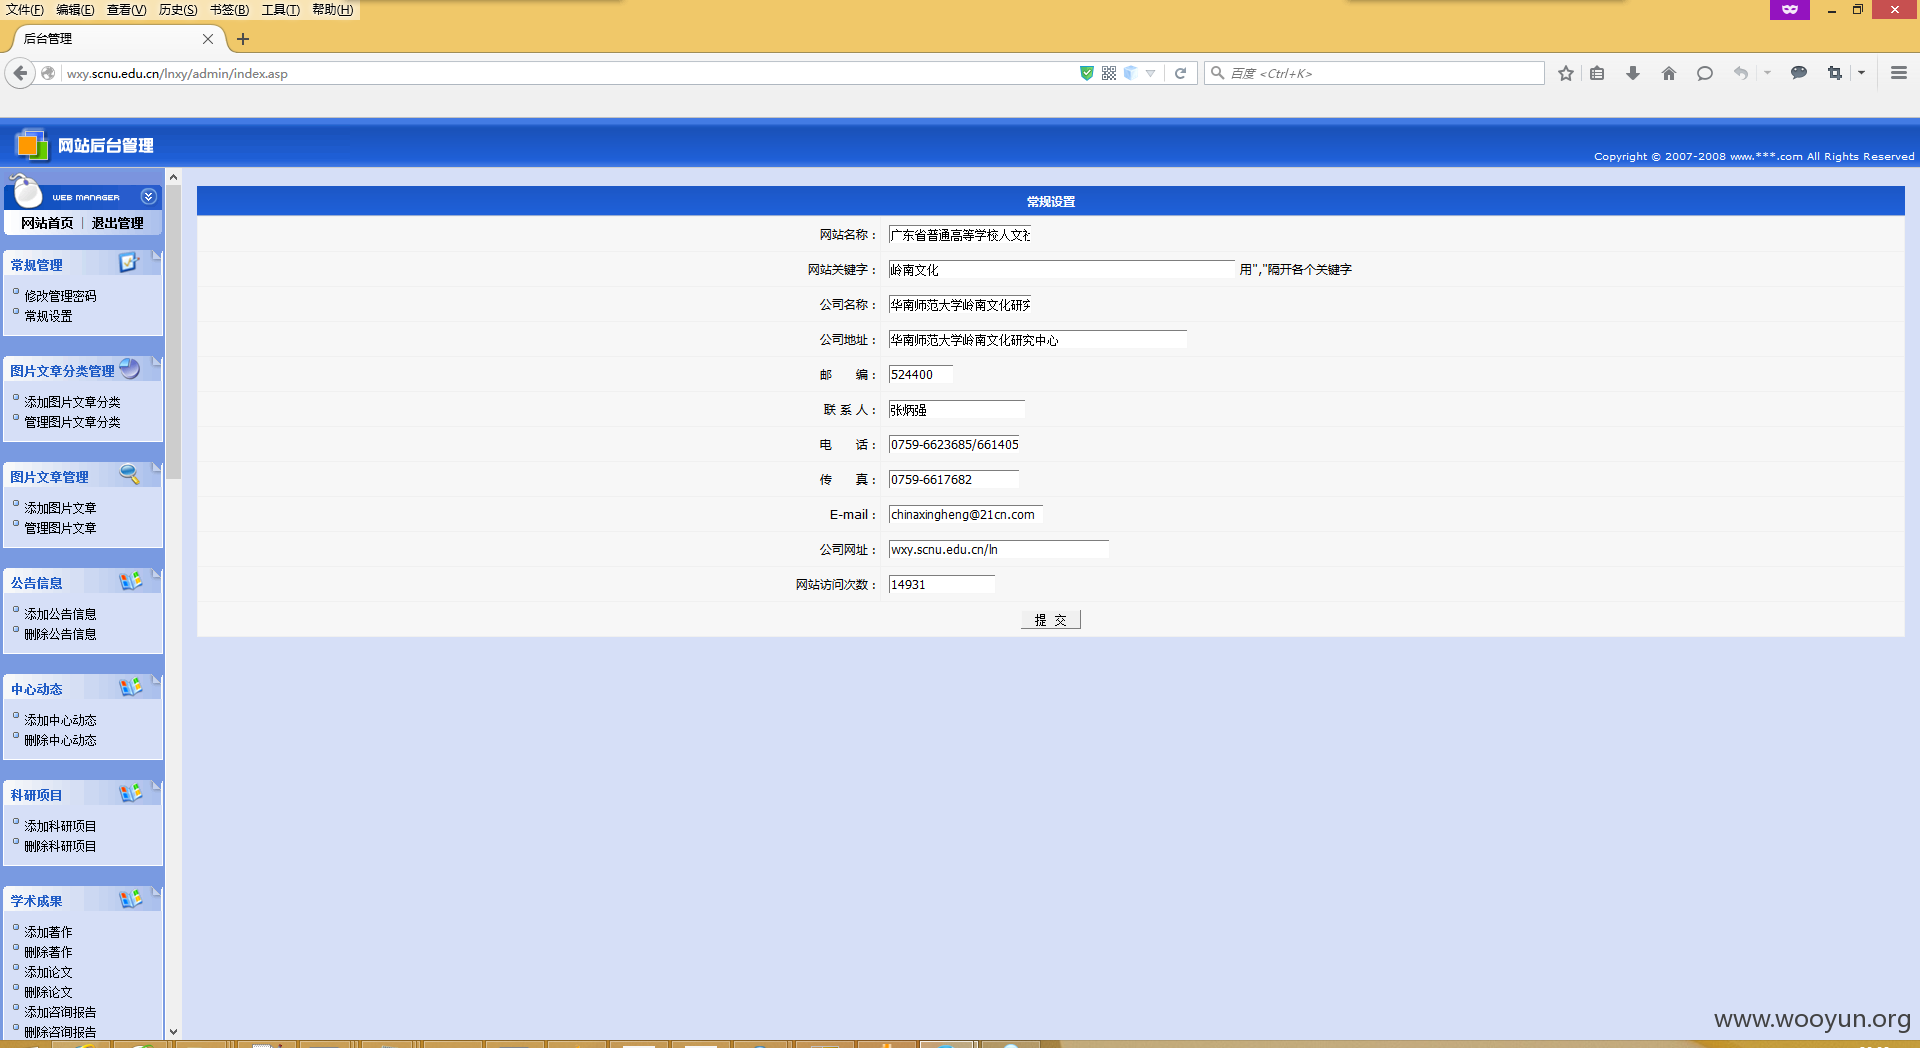 文件(F) 编辑(E) 查看(V) 历史(S) 书签(B) 工具(T) 帮助(H)
后台管理
wxy.scnu.edu.cn/lnxy/admin/index.asp
百度 <Ctrl+K>
网站后台管理
Copyright © 2007-2008 www.***.com All Rights Reserved
WEB MANAGER
网站首页 | 退出管理
常规管理
修改管理密码
常规设置
图片文章分类管理
添加图片文章分类
管理图片文章分类
图片文章管理
添加图片文章
管理图片文章
公告信息
添加公告信息
删除公告信息
中心动态
添加中心动态
删除中心动态
科研项目
添加科研项目
删除科研项目
学术成果
添加著作
删除著作
添加论文
删除论文
添加咨询报告
删除咨询报告
常规设置
网站名称： 广东省普通高等学校人文社
网站关键字： 岭南文化 用","隔开各个关键字
公司名称： 华南师范大学岭南文化研究
公司地址： 华南师范大学岭南文化研究中心
邮 编： 524400
联 系 人： 张炳强
电 话： 0759-6623685/661405
传 真： 0759-6617682
E-mail： chinaxingheng@21cn.com
公司网址： wxy.scnu.edu.cn/ln
网站访问次数： 14931
提 交
www.wooyun.org